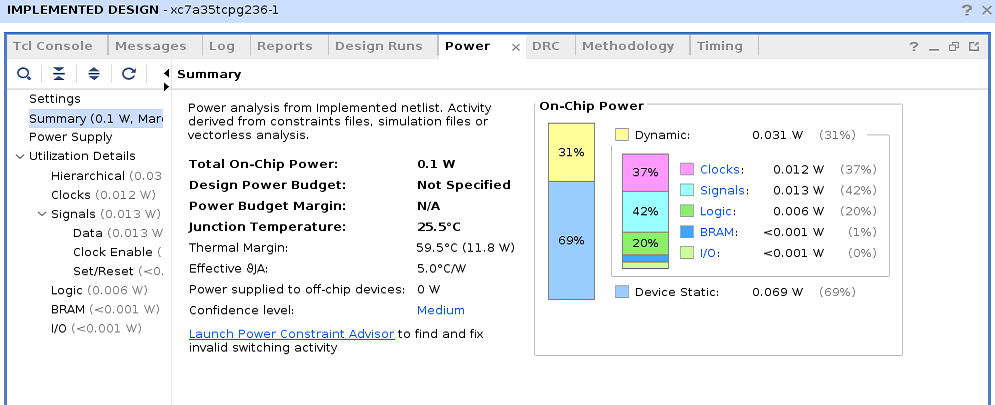 IMPLEMENTED DESIGN - xc7a35tcpg236-1
Tcl Console
Messages
Log
Reports
Design Runs
Power
DRC
Methodology
Timing
Summary
Settings
Summary (0.1 W, Mar
Power Supply
Utilization Details
Hierarchical (0.03
Clocks (0.012 W)
Signals (0.013 W)
Data (0.013 W
Clock Enable (
Set/Reset (<0.
Logic (0.006 W)
BRAM (<0.001 W)
I/O (<0.001 W)
Power analysis from Implemented netlist. Activity
derived from constraints files, simulation files or
vectorless analysis.
Total On-Chip Power: 0.1 W
Design Power Budget: Not Specified
Power Budget Margin: N/A
Junction Temperature: 25.5°C
Thermal Margin: 59.5°C (11.8 W)
Effective ϑJA: 5.0°C/W
Power supplied to off-chip devices: 0 W
Confidence level: Medium
Launch Power Constraint Advisor to find and fix
invalid switching activity
On-Chip Power
31%
69%
Dynamic: 0.031 W (31%)
37%
42%
20%
Clocks: 0.012 W (37%)
Signals: 0.013 W (42%)
Logic: 0.006 W (20%)
BRAM: <0.001 W (1%)
I/O: <0.001 W (0%)
Device Static: 0.069 W (69%)